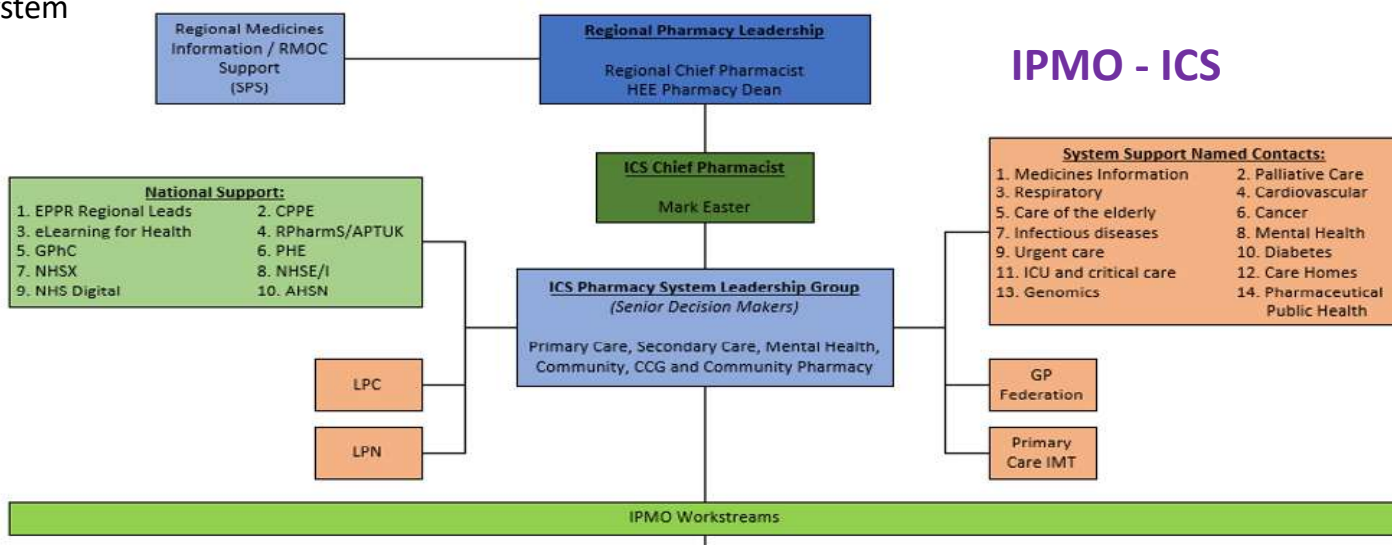 stem
Regional Medicines
Information / RMOC
Support
(SPS)
Regional Pharmacy Leadership
Regional Chief Pharmacist
HEE Pharmacy Dean
IPMO - ICS
ICS Chief Pharmacist
Mark Easter
National Support:
1. EPPR Regional Leads 2. CPPE
3. eLearning for Health 4. RPharmS/APTUK
5. GPhC 6. PHE
7. NHSX 8. NHSE/I
9. NHS Digital 10. AHSN
System Support Named Contacts:
1. Medicines Information 2. Palliative Care
3. Respiratory 4. Cardiovascular
5. Care of the elderly 6. Cancer
7. Infectious diseases 8. Mental Health
9. Urgent care 10. Diabetes
11. ICU and critical care 12. Care Homes
13. Genomics 14. Pharmaceutical
Public Health
ICS Pharmacy System Leadership Group
(Senior Decision Makers)
Primary Care, Secondary Care, Mental Health,
Community, CCG and Community Pharmacy
LPC
LPN
GP
Federation
Primary
Care IMT
IPMO Workstreams